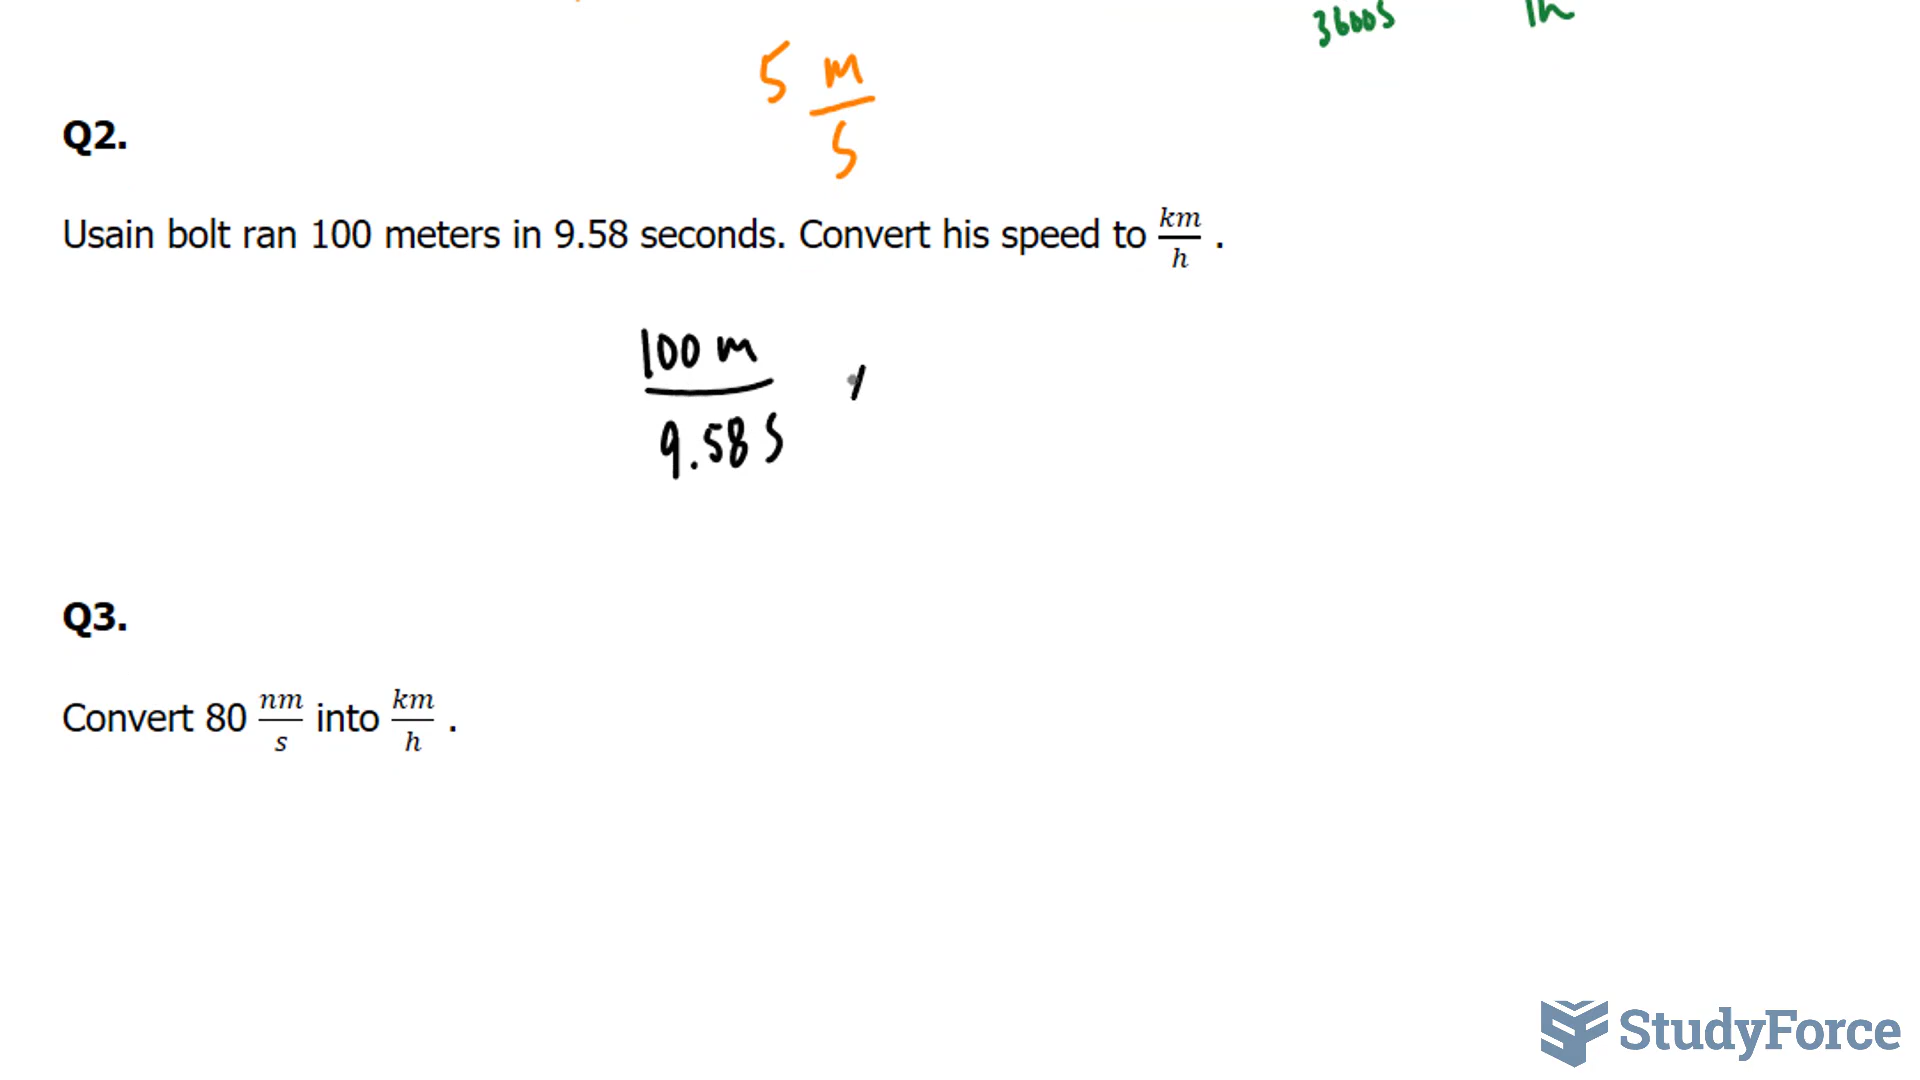 3600s 1h
5 m/s
Q2.
Usain bolt ran 100 meters in 9.58 seconds. Convert his speed to km/h .
100 m
9.58 s
Q3.
Convert 80 nm/s into km/h .
StudyForce